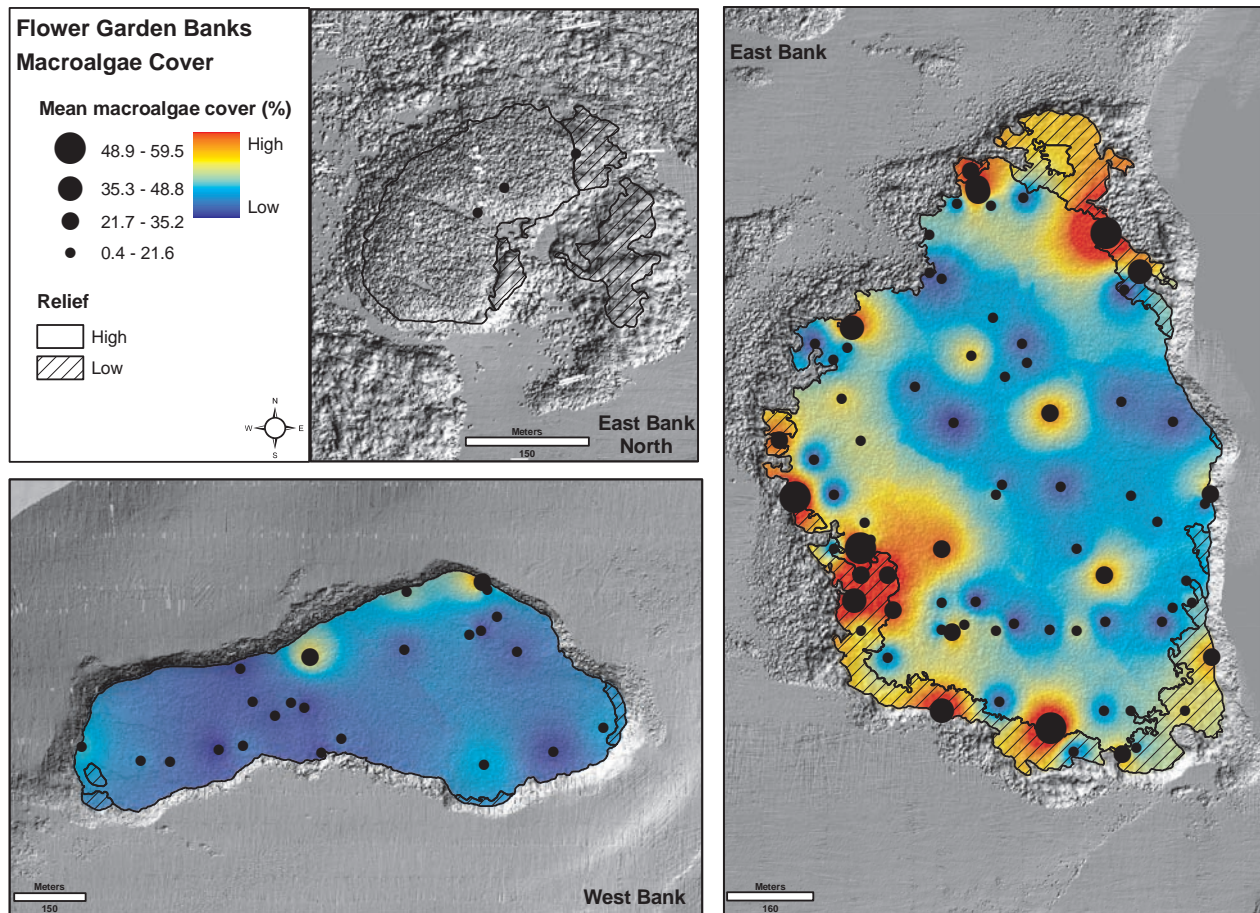 Flower Garden Banks
Macroalgae Cover
Mean macroalgae cover (%)
48.9 - 59.5
35.3 - 48.8
21.7 - 35.2
0.4 - 21.6
High
Low
Relief
High
Low
N
W
E
S
Meters
150
East Bank
North
East Bank
Meters
160
Meters
150
West Bank